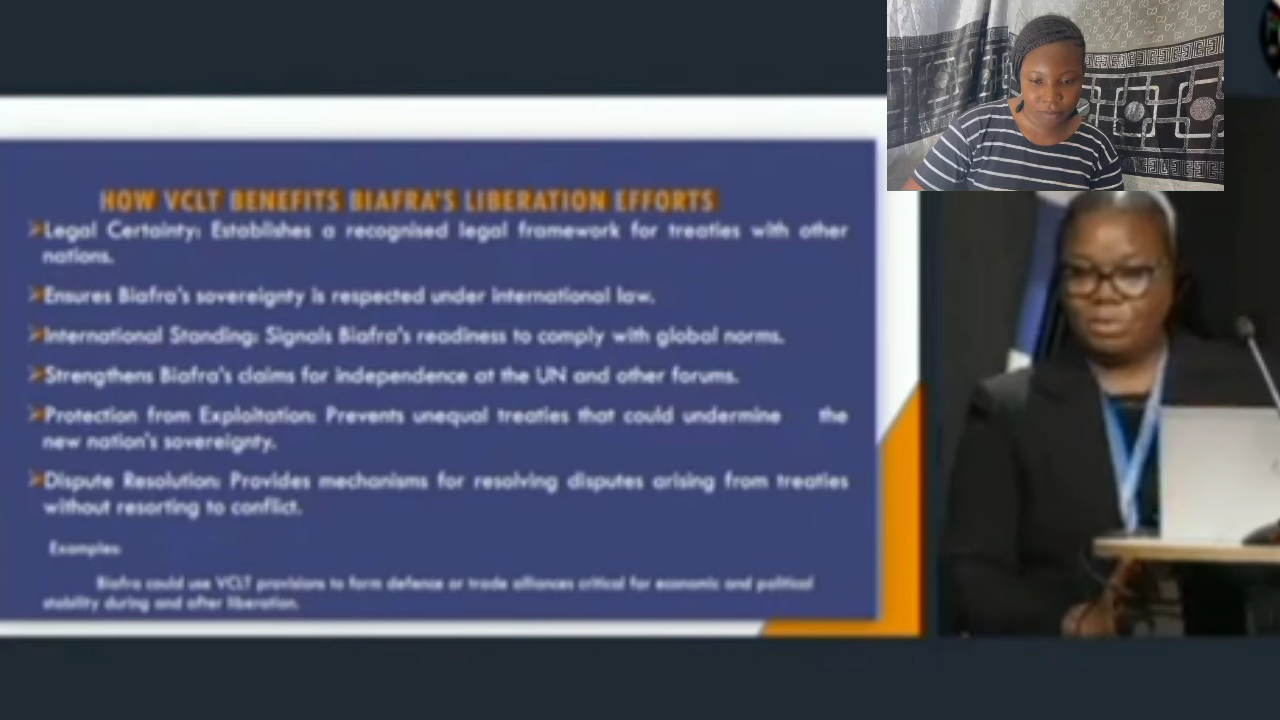 HOW VCLT BENEFITS BIAFRA'S LIBERATION EFFORTS
➤Legal Certainty: Establishes a recognised legal framework for treaties with other
nations.
➤Ensures Biafra's sovereignty is respected under international law.
➤International Standing: Signals Biafra's readiness to comply with global norms.
➤Strengthens Biafra's claims for independence at the UN and other forums.
➤Protection from Exploitation: Prevents unequal treaties that could undermine the
new nation's sovereignty.
➤Dispute Resolution: Provides mechanisms for resolving disputes arising from treaties
without resorting to conflict.
Examples:
Biafra could use VCLT provisions to form defence or trade alliances critical for economic and political
stability during and after liberation.